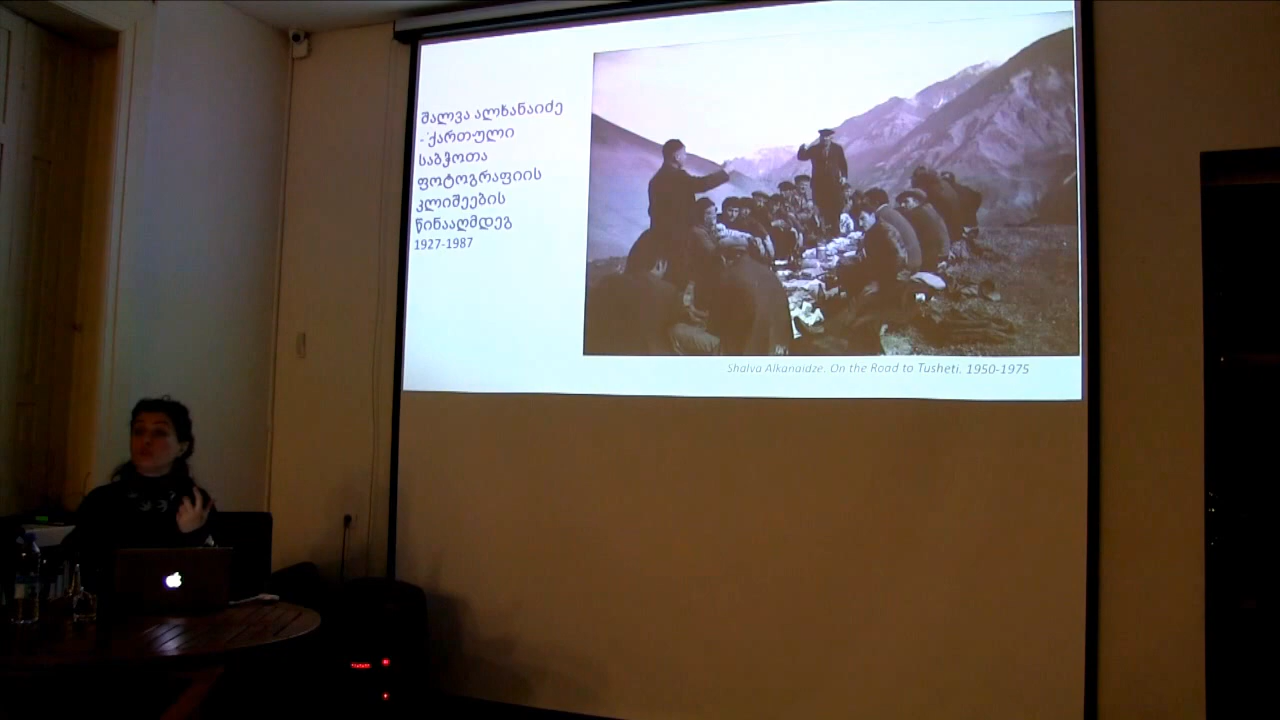 შალვა ალხანაიძე
- ქართული
საბჭოთა
ფოტოგრაფიის
კლიშეების
წინააღმდეგ
1927-1987
Shalva Alkanaidze. On the Road to Tusheti. 1950-1975